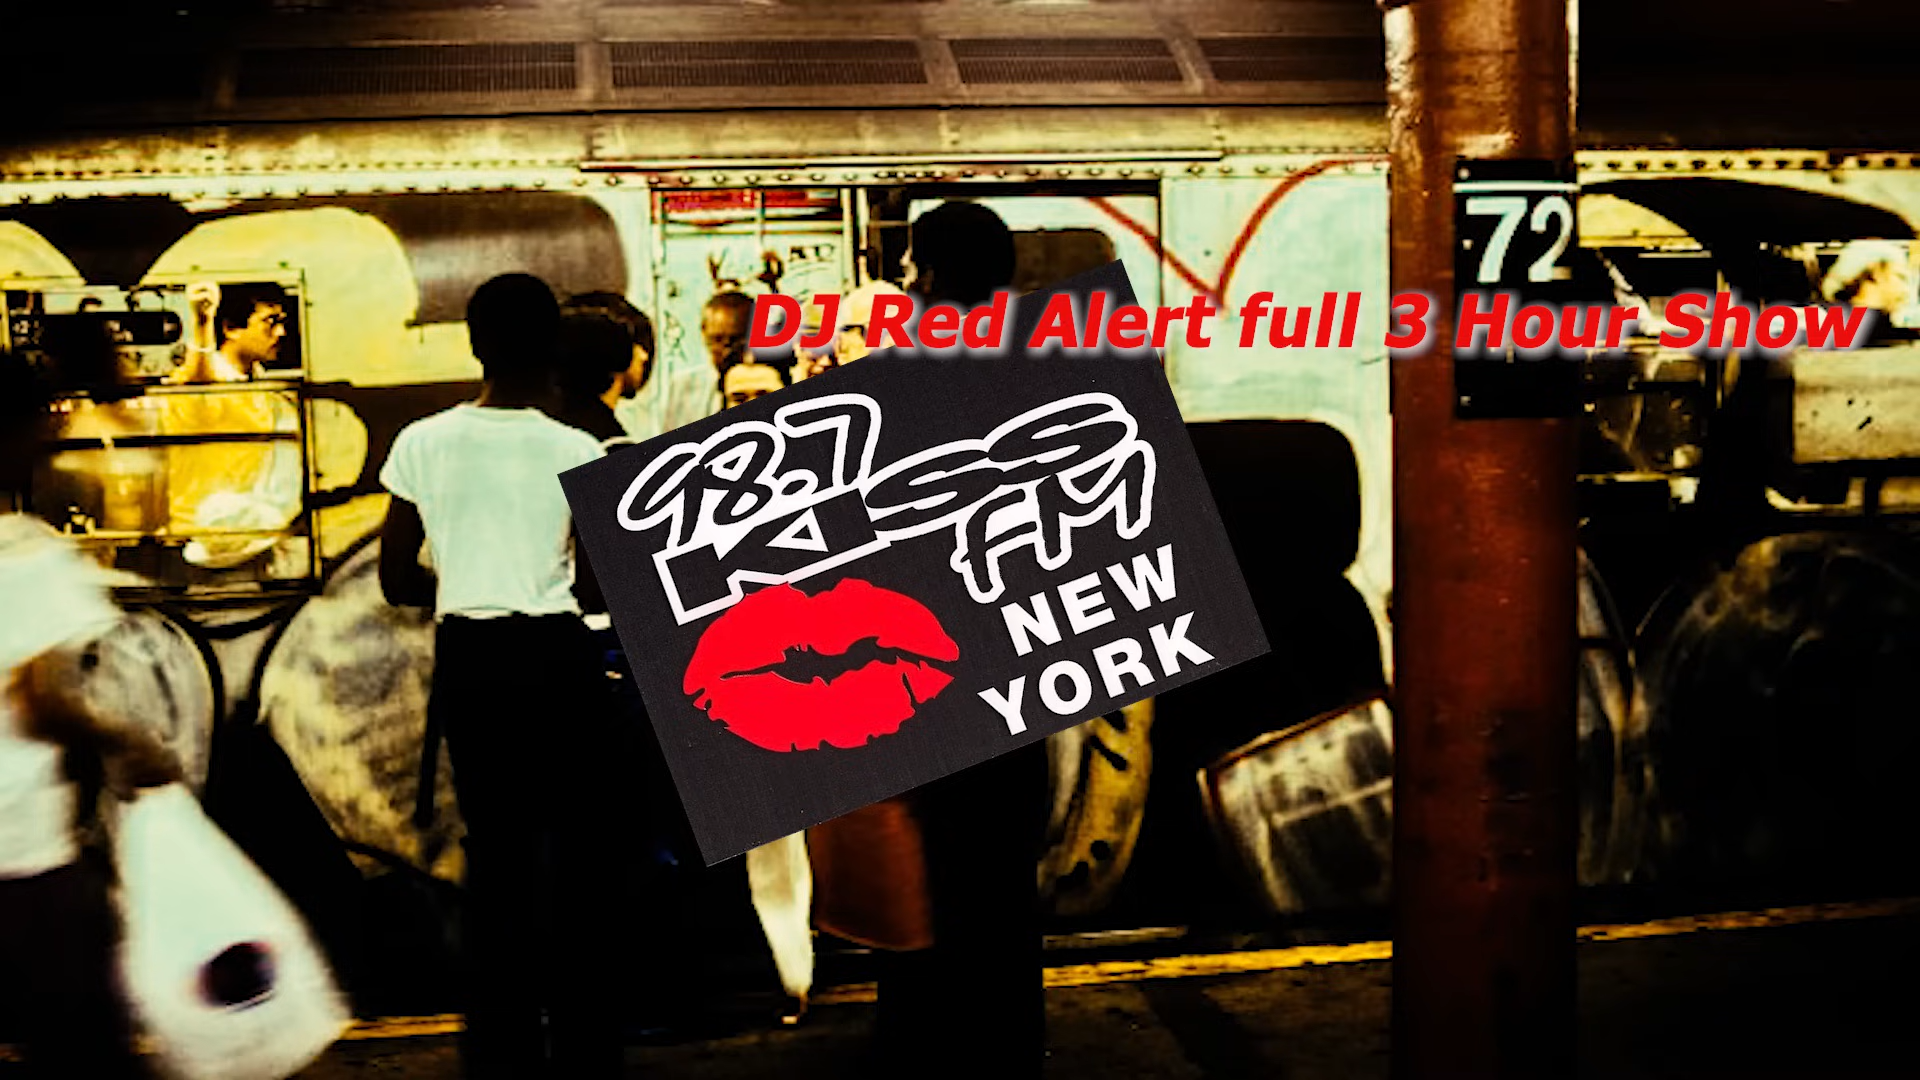 72
DJ Red Alert full 3 Hour Show
98.7
KISS
FM
NEW
YORK